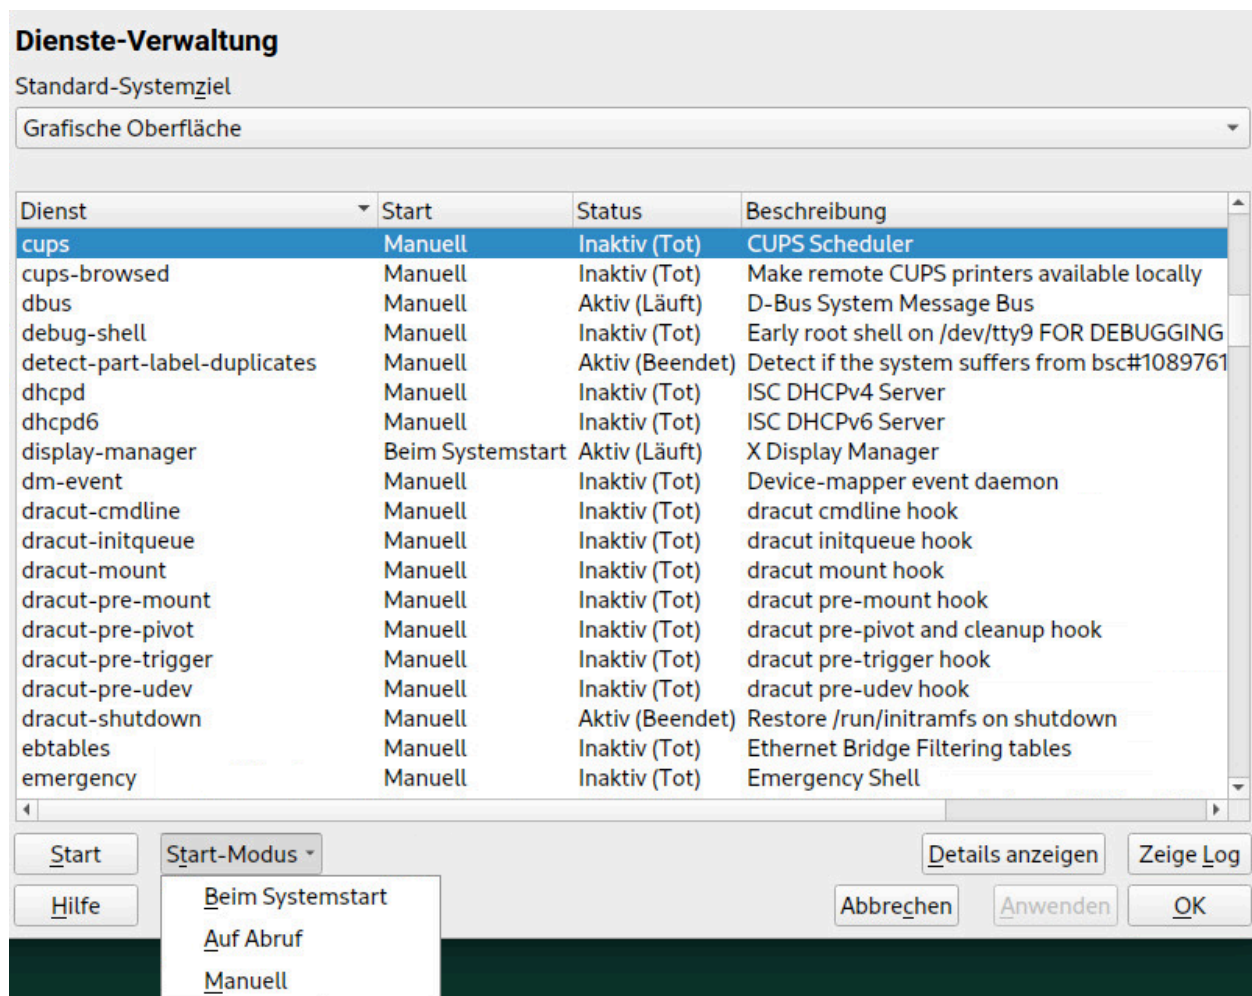 Dienste-Verwaltung
Standard-Systemziel
Grafische Oberfläche
Dienst Start Status Beschreibung
cups Manuell Inaktiv (Tot) CUPS Scheduler
cups-browsed Manuell Inaktiv (Tot) Make remote CUPS printers available locally
dbus Manuell Aktiv (Läuft) D-Bus System Message Bus
debug-shell Manuell Inaktiv (Tot) Early root shell on /dev/tty9 FOR DEBUGGING
detect-part-label-duplicates Manuell Aktiv (Beendet) Detect if the system suffers from bsc#1089761
dhcpd Manuell Inaktiv (Tot) ISC DHCPv4 Server
dhcpd6 Manuell Inaktiv (Tot) ISC DHCPv6 Server
display-manager Beim Systemstart Aktiv (Läuft) X Display Manager
dm-event Manuell Inaktiv (Tot) Device-mapper event daemon
dracut-cmdline Manuell Inaktiv (Tot) dracut cmdline hook
dracut-initqueue Manuell Inaktiv (Tot) dracut initqueue hook
dracut-mount Manuell Inaktiv (Tot) dracut mount hook
dracut-pre-mount Manuell Inaktiv (Tot) dracut pre-mount hook
dracut-pre-pivot Manuell Inaktiv (Tot) dracut pre-pivot and cleanup hook
dracut-pre-trigger Manuell Inaktiv (Tot) dracut pre-trigger hook
dracut-pre-udev Manuell Inaktiv (Tot) dracut pre-udev hook
dracut-shutdown Manuell Aktiv (Beendet) Restore /run/initramfs on shutdown
ebtables Manuell Inaktiv (Tot) Ethernet Bridge Filtering tables
emergency Manuell Inaktiv (Tot) Emergency Shell
Start Start-Modus Details anzeigen Zeige Log
Hilfe Beim Systemstart Abbrechen Anwenden OK
Auf Abruf
Manuell